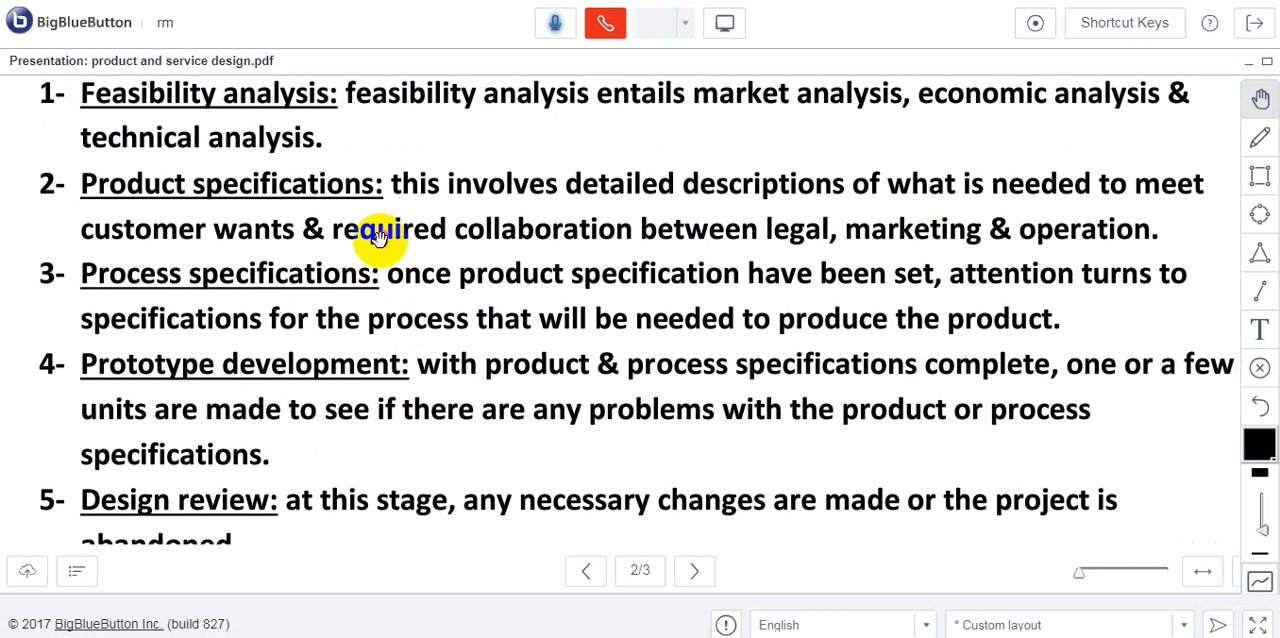 BigBlueButton rm
Shortcut Keys
Presentation: product and service design.pdf
1- Feasibility analysis: feasibility analysis entails market analysis, economic analysis &
technical analysis.
2- Product specifications: this involves detailed descriptions of what is needed to meet
customer wants & required collaboration between legal, marketing & operation.
3- Process specifications: once product specification have been set, attention turns to
specifications for the process that will be needed to produce the product.
4- Prototype development: with product & process specifications complete, one or a few
units are made to see if there are any problems with the product or process
specifications.
5- Design review: at this stage, any necessary changes are made or the project is
abandoned.
T
2/3
© 2017 BigBlueButton Inc. (build 827)
English
* Custom layout